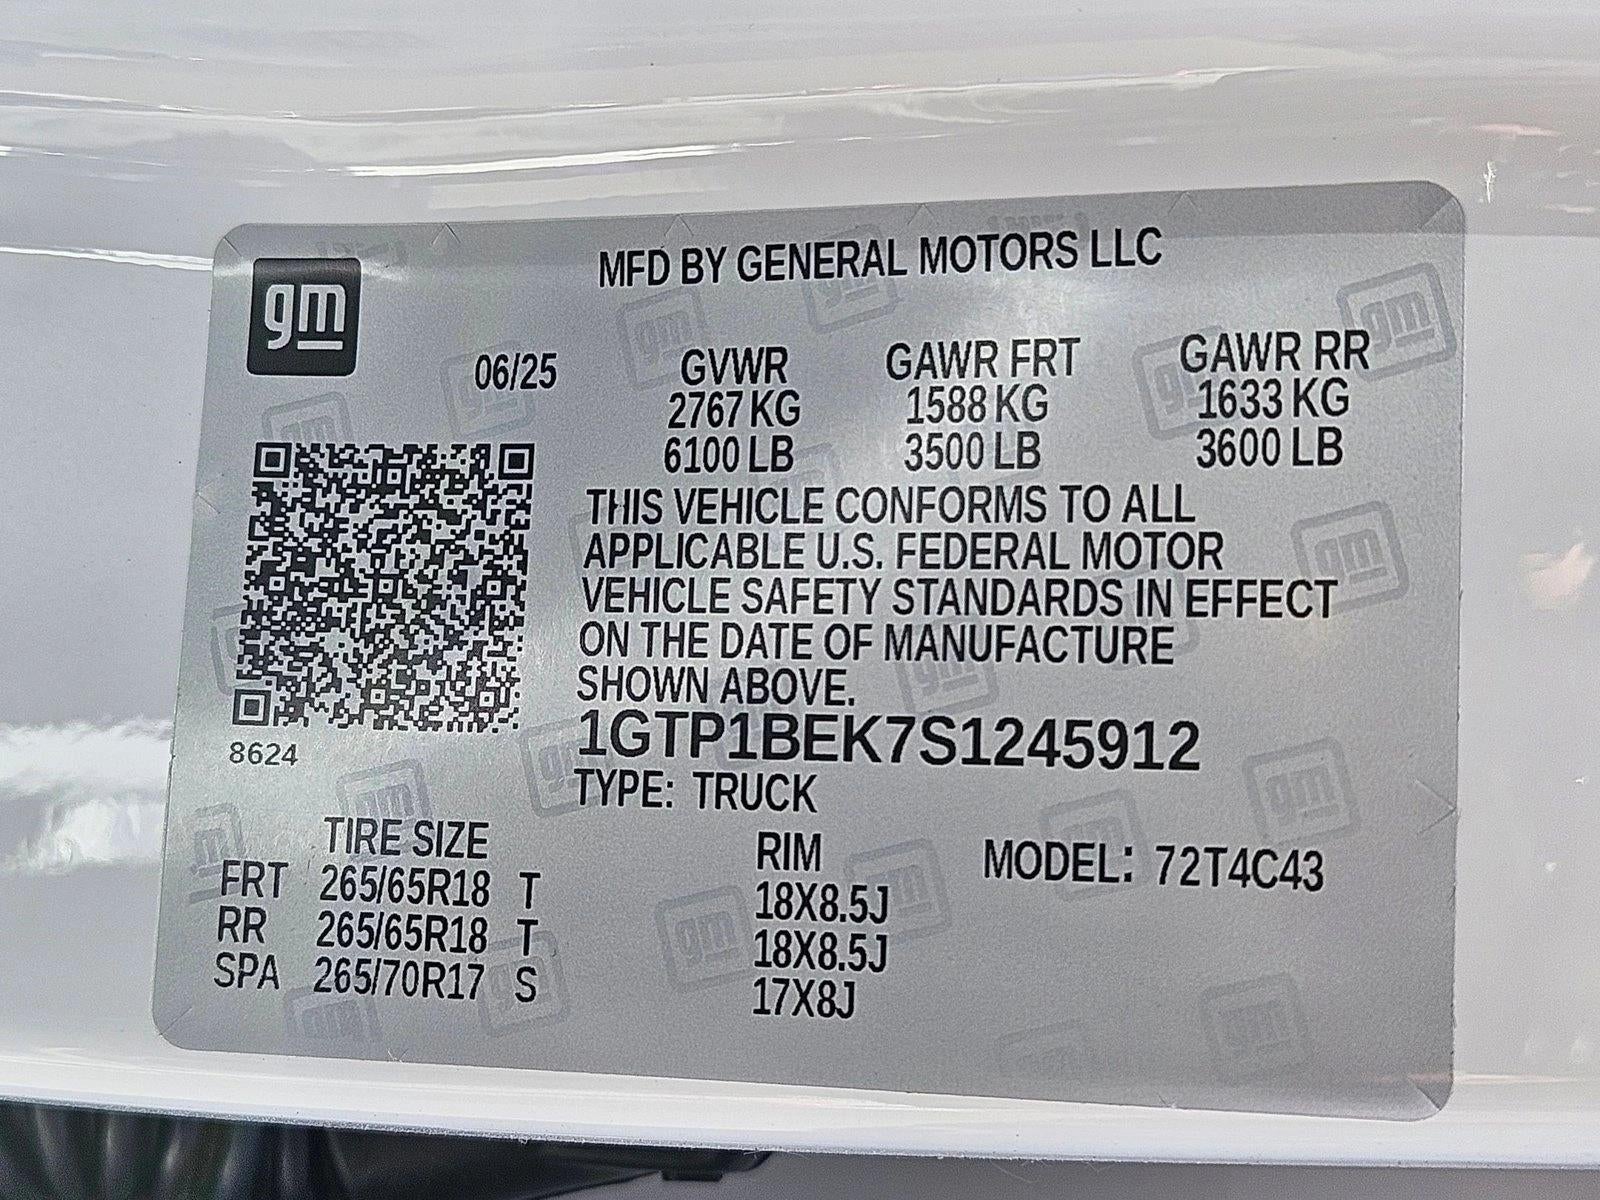 gm
MFD BY GENERAL MOTORS LLC
06/25
GVWR GAWR FRT GAWR RR
2767 KG 1588 KG 1633 KG
6100 LB 3500 LB 3600 LB
THIS VEHICLE CONFORMS TO ALL
APPLICABLE U.S. FEDERAL MOTOR
VEHICLE SAFETY STANDARDS IN EFFECT
ON THE DATE OF MANUFACTURE
SHOWN ABOVE.
8624
1GTP1BEK7S1245912
TYPE: TRUCK
TIRE SIZE RIM MODEL: 72T4C43
FRT 265/65R18 T 18X8.5J
RR 265/65R18 T 18X8.5J
SPA 265/70R17 S 17X8J